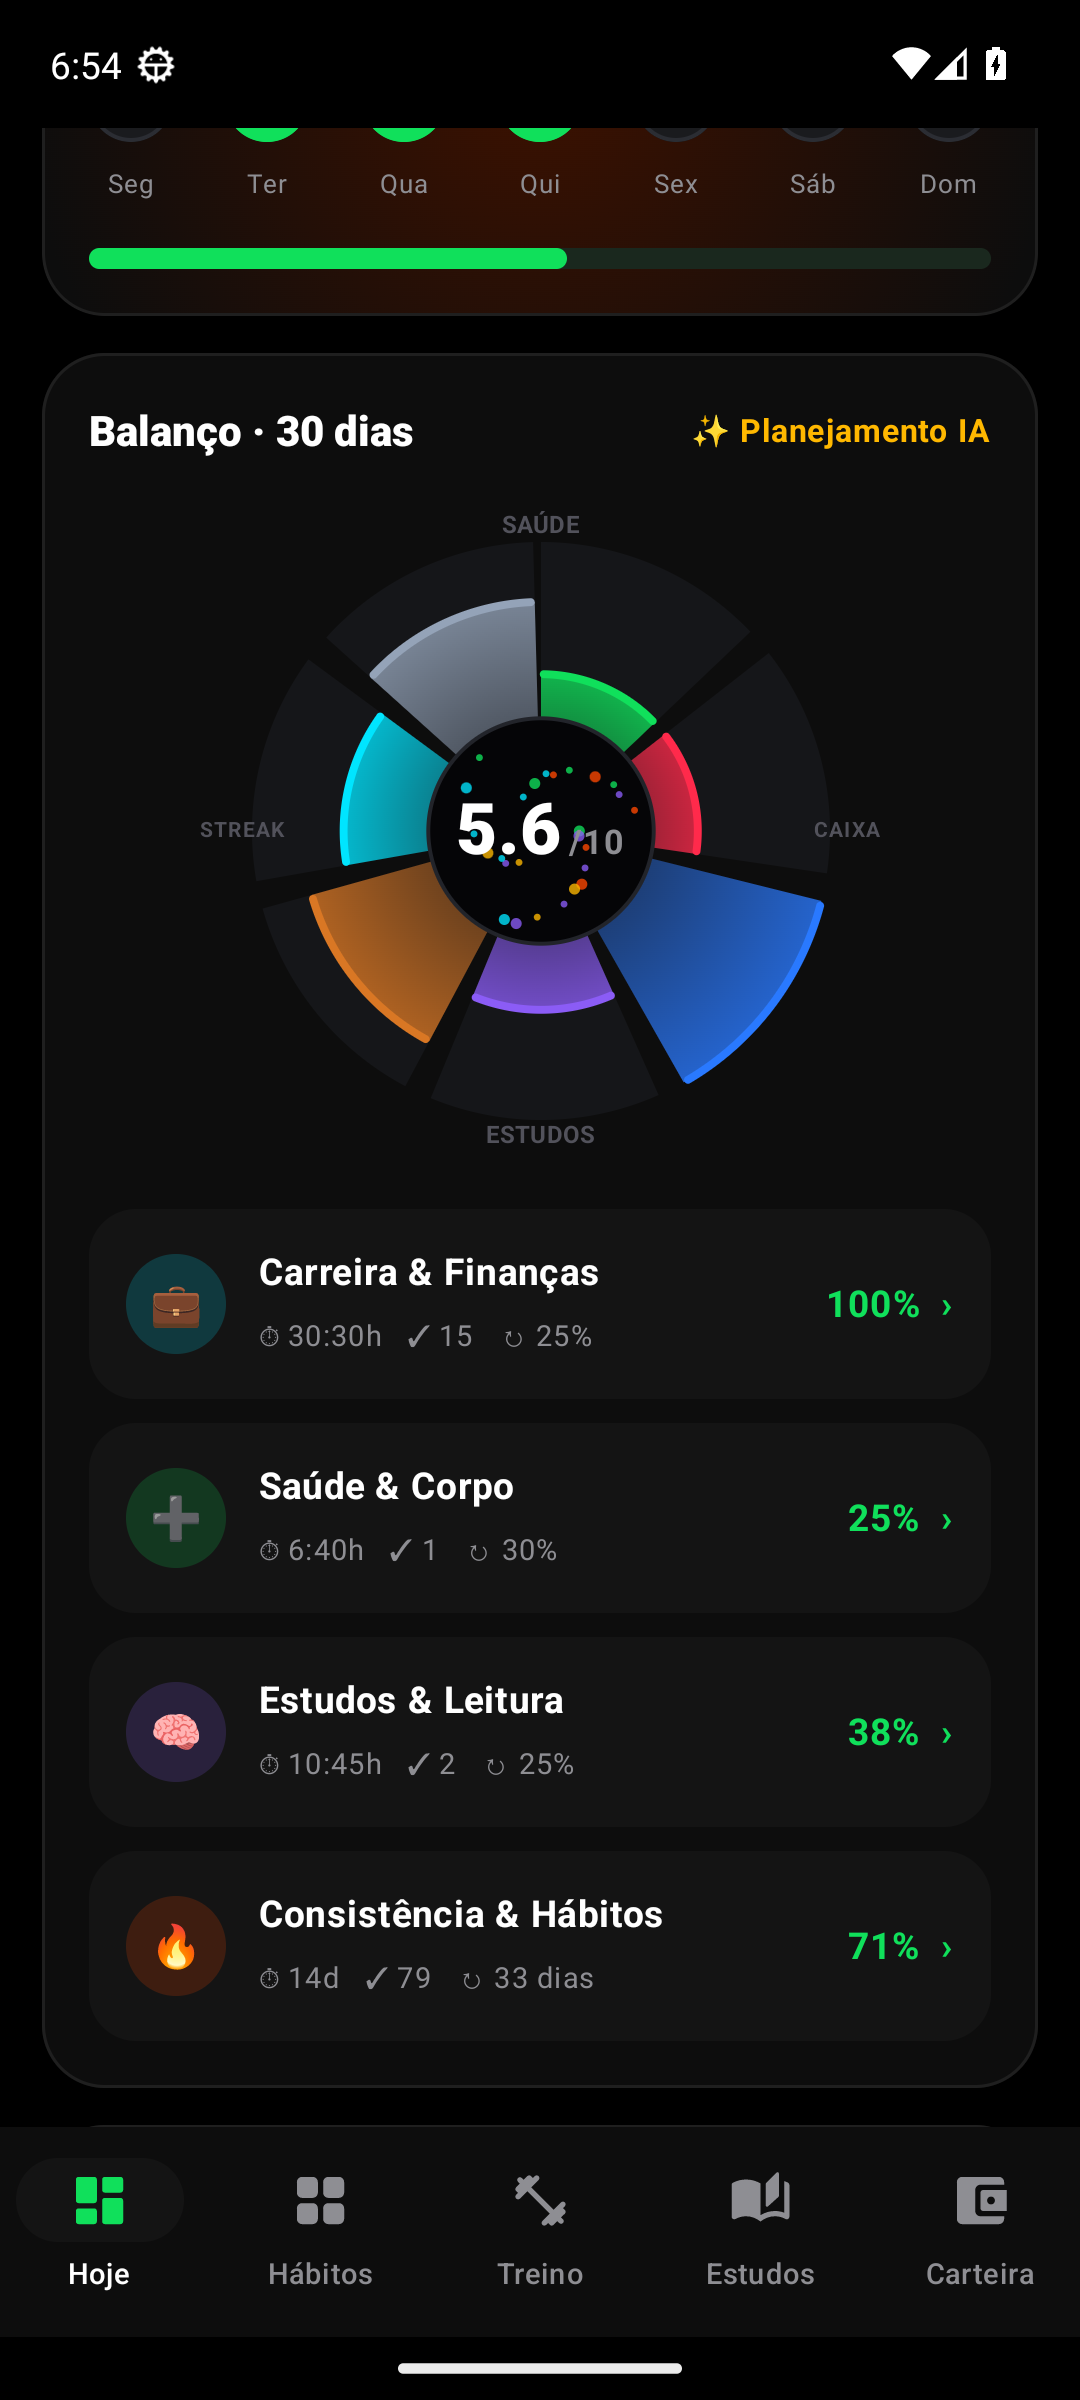 6:54
Seg Ter Qua Qui Sex Sáb Dom
Balanço · 30 dias
✨ Planejamento IA
SAÚDE
STREAK
5.6 /10
CAIXA
ESTUDOS
Carreira & Finanças
⏱ 30:30h ✓ 15 ↻ 25%
100% ›
Saúde & Corpo
⏱ 6:40h ✓ 1 ↻ 30%
25% ›
Estudos & Leitura
⏱ 10:45h ✓ 2 ↻ 25%
38% ›
Consistência & Hábitos
⏱ 14d ✓ 79 ↻ 33 dias
71% ›
Hoje Hábitos Treino Estudos Carteira